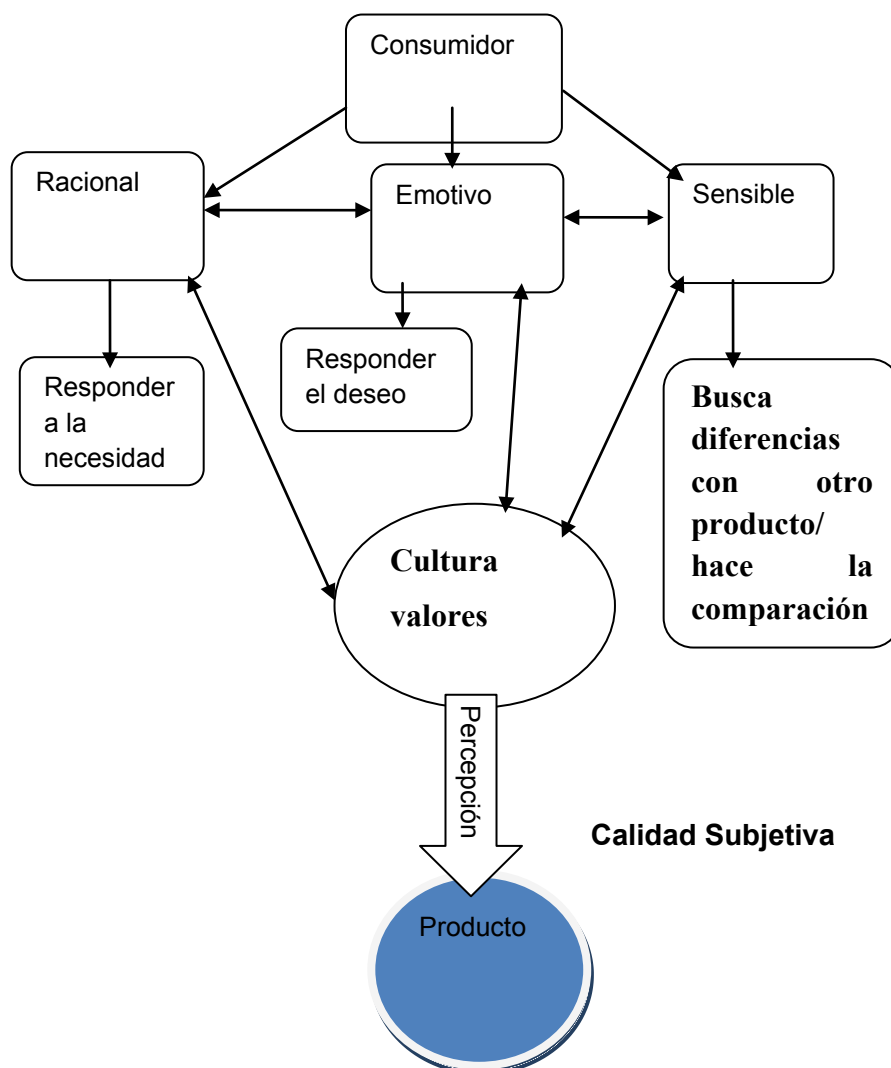 Consumidor
Racional
Emotivo
Sensible
Responder
a la
necesidad
Responder
el deseo
Busca
diferencias
con otro
producto/
hace la
comparación
Cultura
valores
Percepción
Calidad Subjetiva
Producto